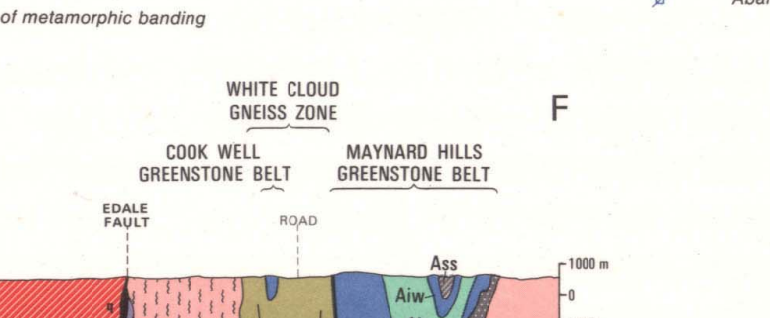 of metamorphic banding
WHITE CLOUD
GNEISS ZONE
F
COOK WELL
GREENSTONE BELT
MAYNARD HILLS
GREENSTONE BELT
EDALE
FAULT
ROAD
Ass
1000 m
Aiw
0
q